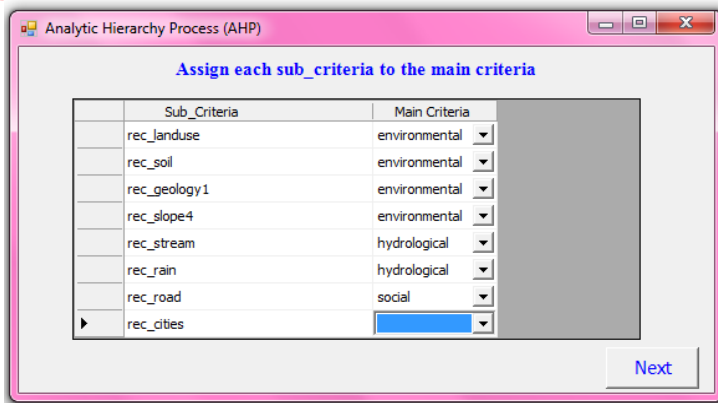 Analytic Hierarchy Process (AHP)
Assign each sub_criteria to the main criteria
Sub_Criteria Main Criteria
rec_landuse environmental
rec_soil environmental
rec_geology1 environmental
rec_slope4 environmental
rec_stream hydrological
rec_rain hydrological
rec_road social
rec_cities
Next